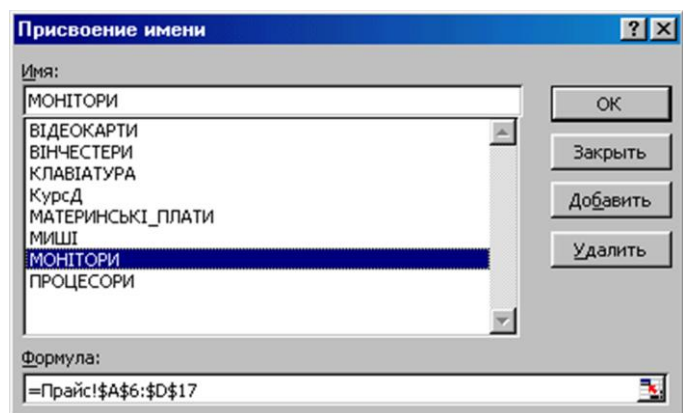 Присвоение имени
Имя:
МОНІТОРИ
ОК
ВІДЕОКАРТИ
ВІНЧЕСТЕРИ
КЛАВІАТУРА
КурсД
МАТЕРИНСЬКІ_ПЛАТИ
МИШІ
МОНІТОРИ
ПРОЦЕСОРИ
Закрыть
Добавить
Удалить
Формула:
=Прайс!$A$6:$D$17